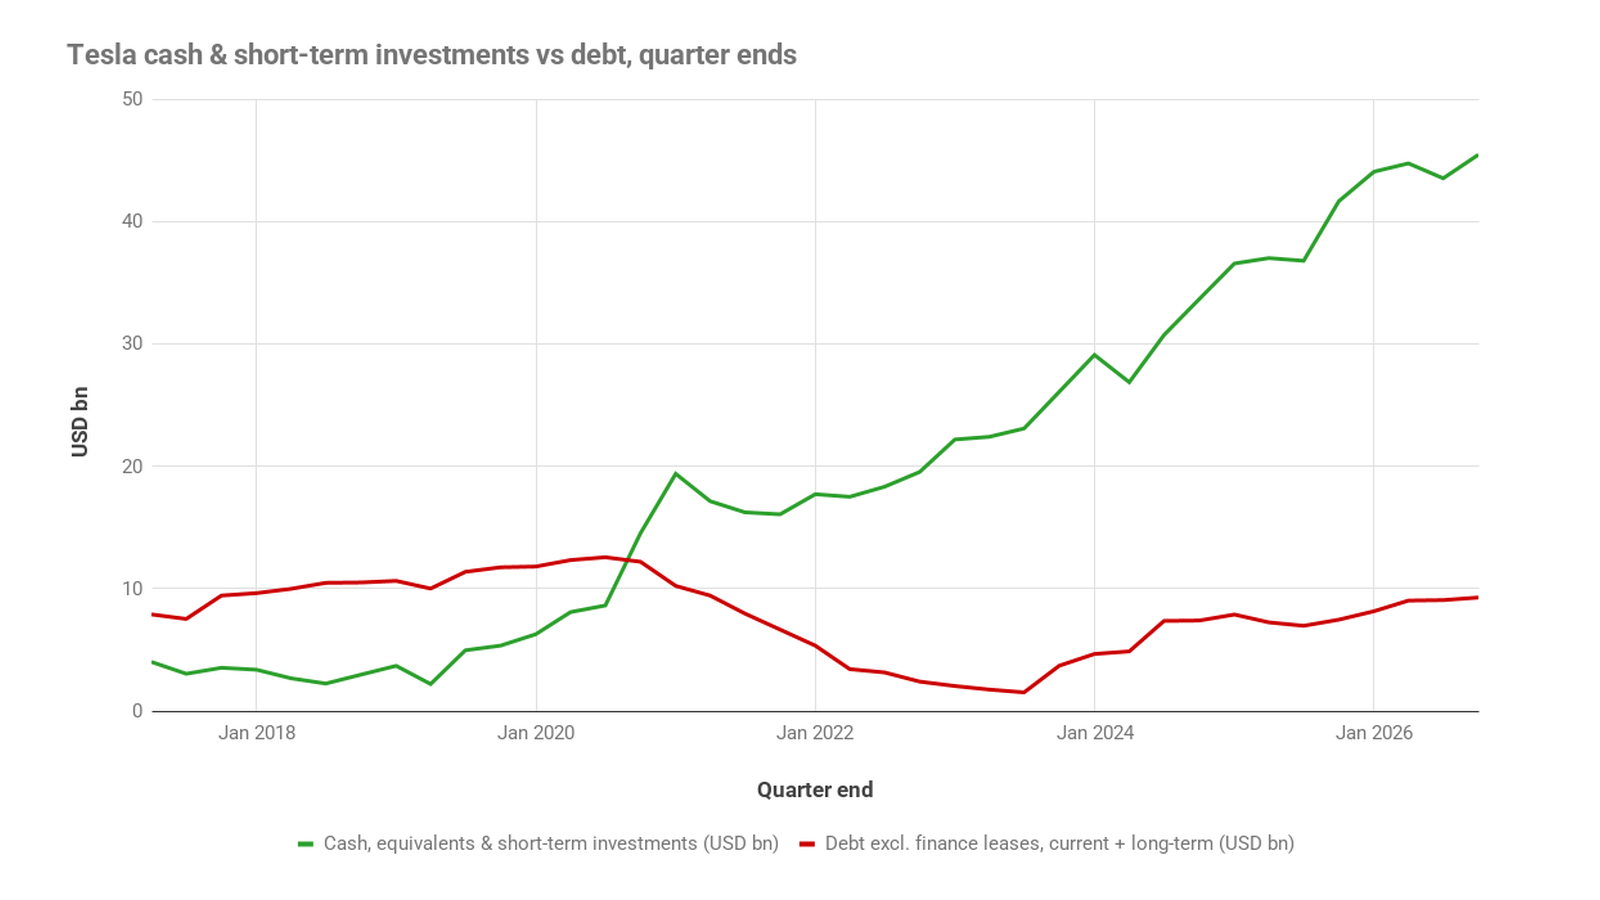 Tesla cash & short-term investments vs debt, quarter ends
50
40
30
20
10
0
USD bn
Jan 2018
Jan 2020
Jan 2022
Jan 2024
Jan 2026
Quarter end
Cash, equivalents & short-term investments (USD bn)
Debt excl. finance leases, current + long-term (USD bn)